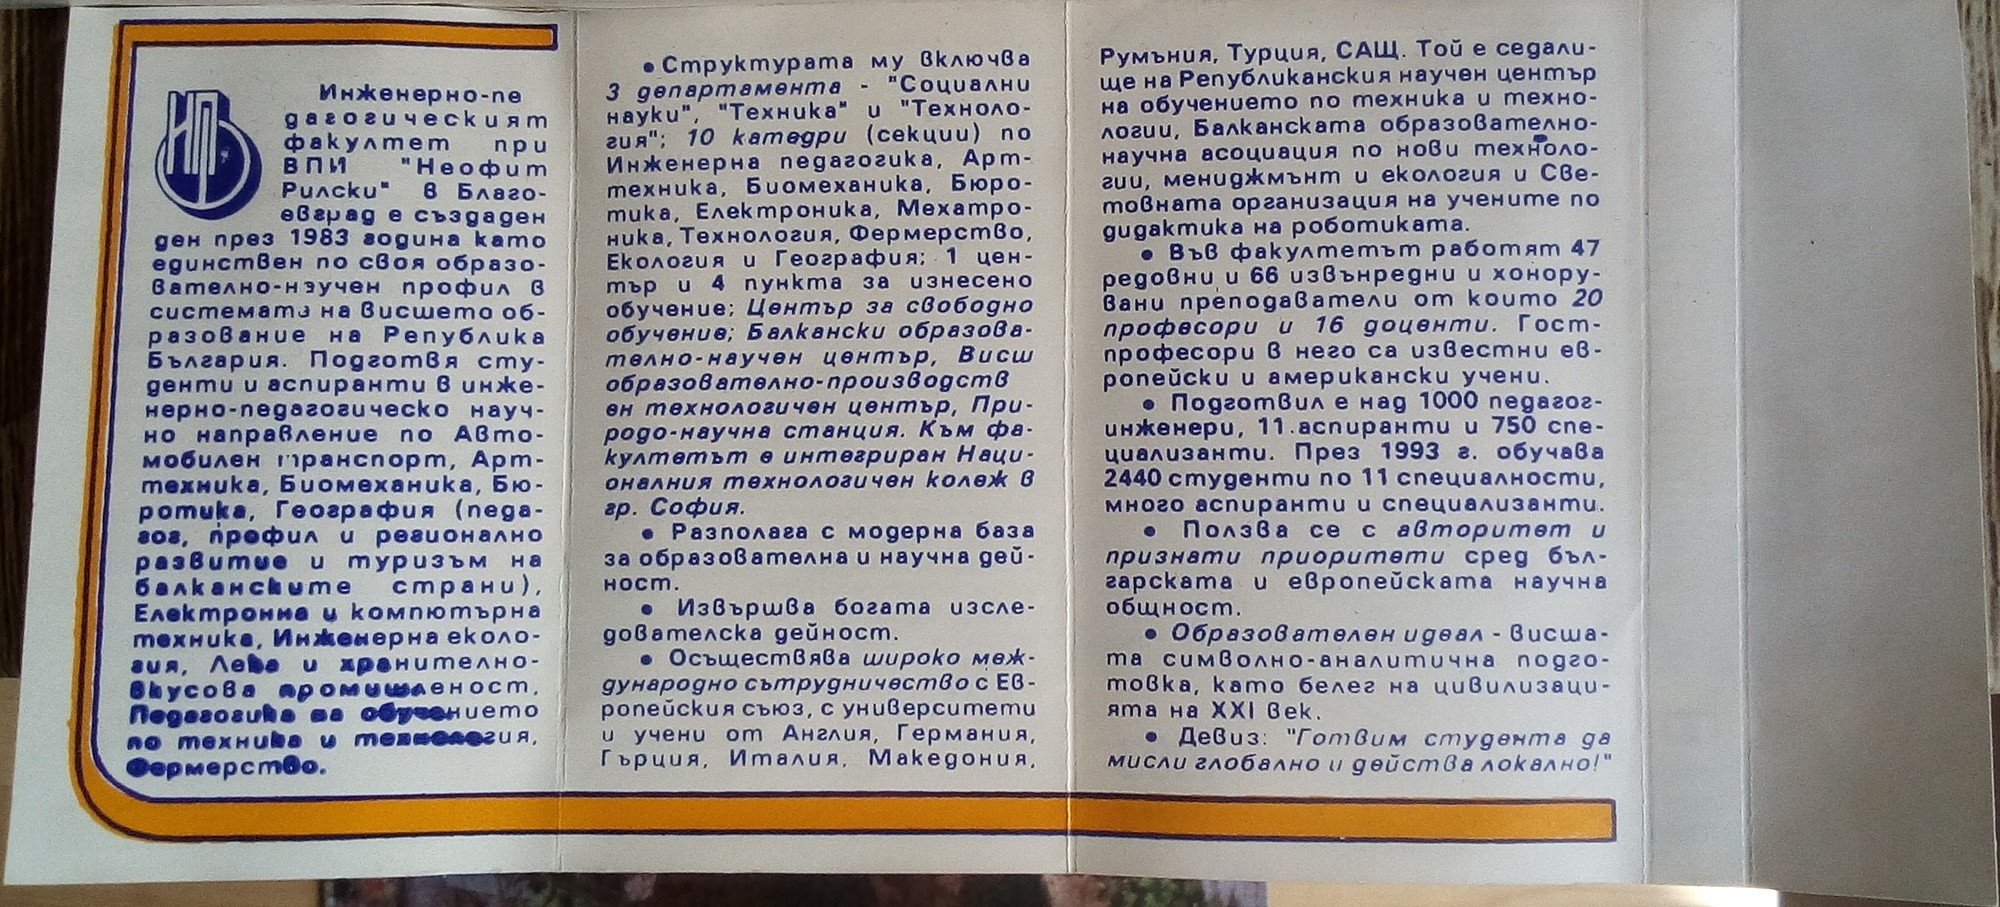 НП
Инженерно-пе
дагогическият
факултет при
ВПИ "Неофит
Рилски" в Благо-
евград е създаден
ден през 1983 година като
единствен по своя образо-
вателно-научен профил в
системата на висшето об-
разование на Република
България. Подготвя сту-
денти и аспиранти в инже-
нерно-педагогическо науч-
но направление по Авто-
мобилен транспорт, Арт-
техника, Биомеханика, Бю-
ротика, География (педа-
гог, профил и регионално
развитие и туризъм на
балканските страни),
Електронна и компютърна
техника, Инженерна еколо-
гия, Лека и хранително-
вкусова промишленост,
Педагогика на обучението
по техника и технология,
Фермерство.
• Структурата му включва
3 департамента - "Социални
науки", "Техника" и "Техноло-
гия"; 10 катедри (секции) по
Инженерна педагогика, Арт-
техника, Биомеханика, Бюро-
тика, Електроника, Мехатро-
ника, Технология, Фермерство,
Екология и География; 1 цен-
тър и 4 пункта за изнесено
обучение; Център за свободно
обучение; Балкански образова-
телно-научен център, Висш
образователно-производств
ен технологичен център, При-
родо-научна станция. Към фа-
култетът е интегриран Наци-
оналния технологичен колеж в
гр. София.
• Разполага с модерна база
за образователна и научна дей-
ност.
• Извършва богата изсле-
дователска дейност.
• Осъществява широко меж-
дународно сътрудничество с Ев-
ропейския съюз, с университети
и учени от Англия, Германия,
Гърция, Италия, Македония,
Румъния, Турция, САЩ. Той е седали-
ще на Републиканския научен център
на обучението по техника и техно-
логии, Балканската образователно-
научна асоциация по нови техноло-
гии, мениджмънт и екология и Све-
товната организация на учените по
дидактика на роботиката.
• Във факултетът работят 47
редовни и 66 извънредни и хонору-
вани преподаватели от които 20
професори и 16 доценти. Гост-
професори в него са известни ев-
ропейски и американски учени.
• Подготвил е над 1000 педагог-
инженери, 11 аспиранти и 750 спе-
циализанти. През 1993 г. обучава
2440 студенти по 11 специалности,
много аспиранти и специализанти.
• Ползва се с авторитет и
признати приоритети сред бъл-
гарската и европейската научна
общност.
• Образователен идеал - висша-
та символно-аналитична подго-
товка, като белег на цивилизаци-
ята на XXI век.
• Девиз: "Готвим студента да
мисли глобално и действа локално!"